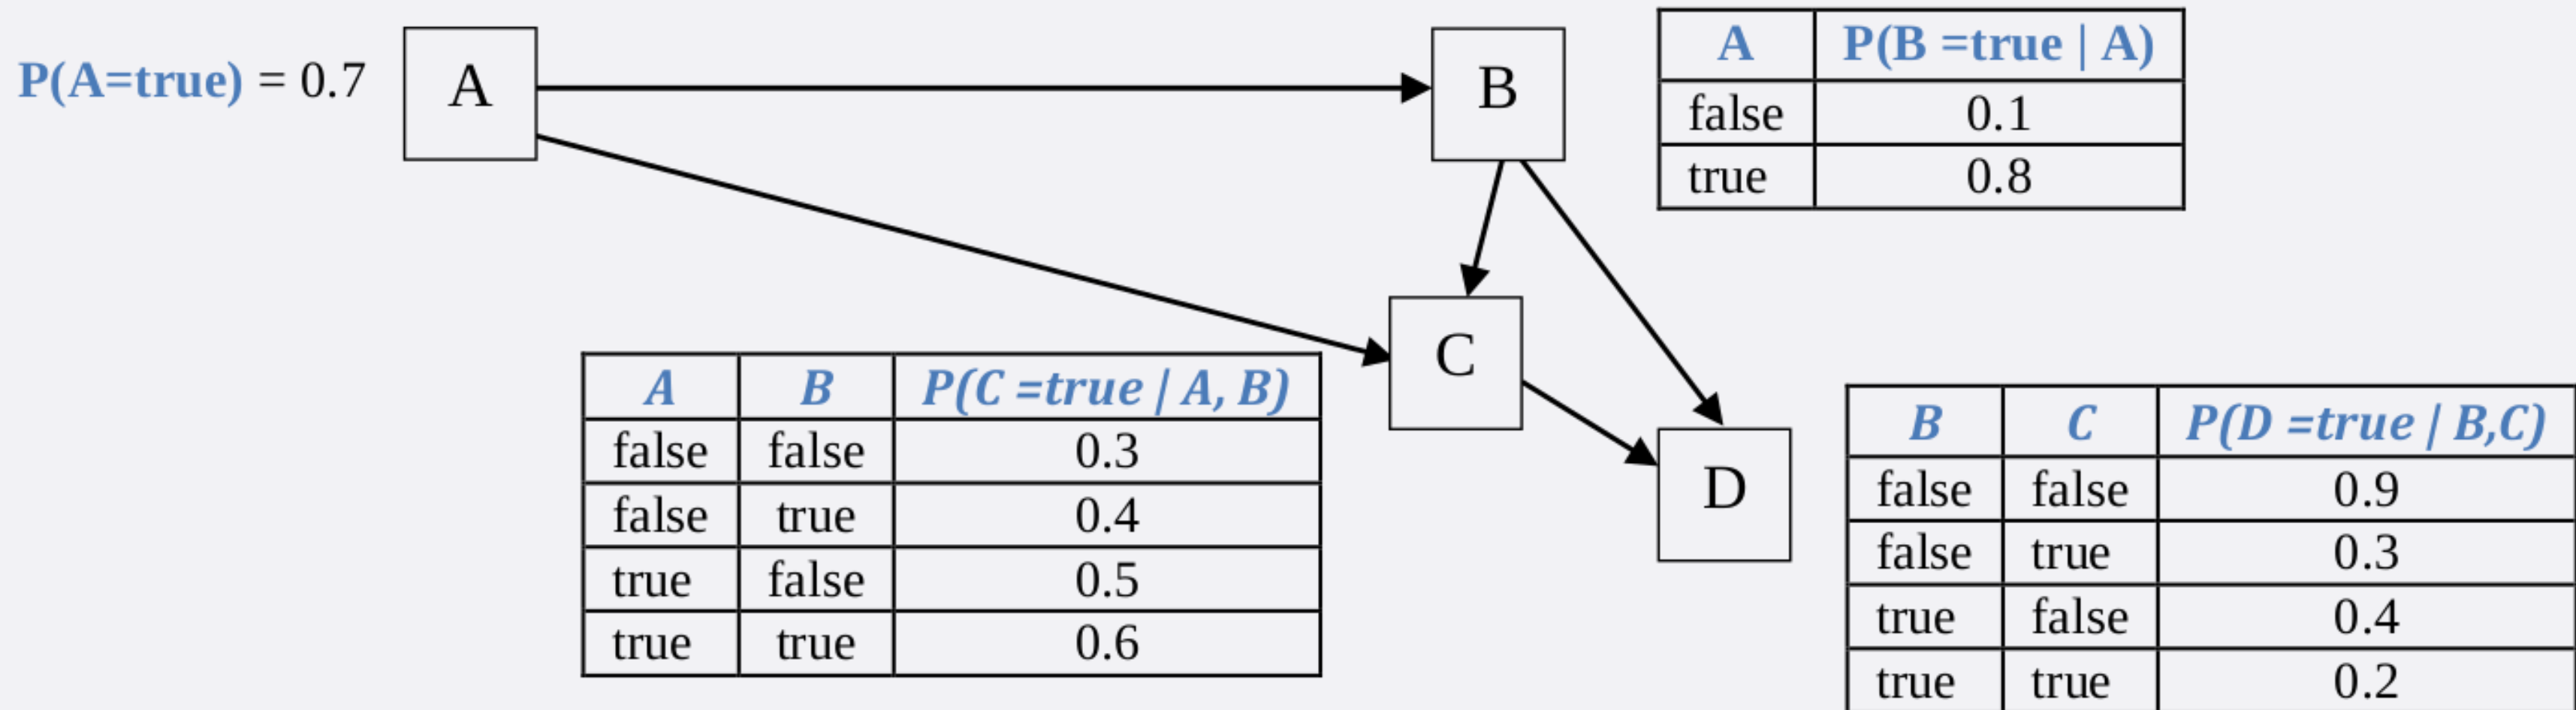 P(A=true) = 0.7
A
B
A P(B =true | A)
false 0.1
true 0.8
C
D
A B P(C =true | A, B)
false false 0.3
false true 0.4
true false 0.5
true true 0.6
B C P(D =true | B,C)
false false 0.9
false true 0.3
true false 0.4
true true 0.2